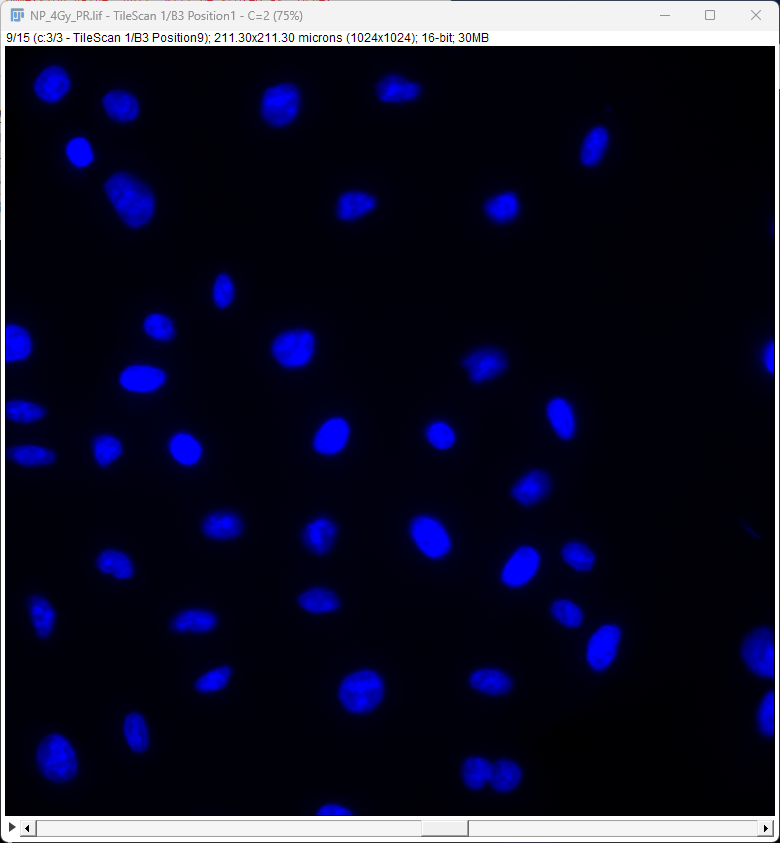 NP_4Gy_PR.lif - TileScan 1/B3 Position1 - C=2 (75%)
9/15 (c:3/3 - TileScan 1/B3 Position9); 211.30x211.30 microns (1024x1024); 16-bit; 30MB